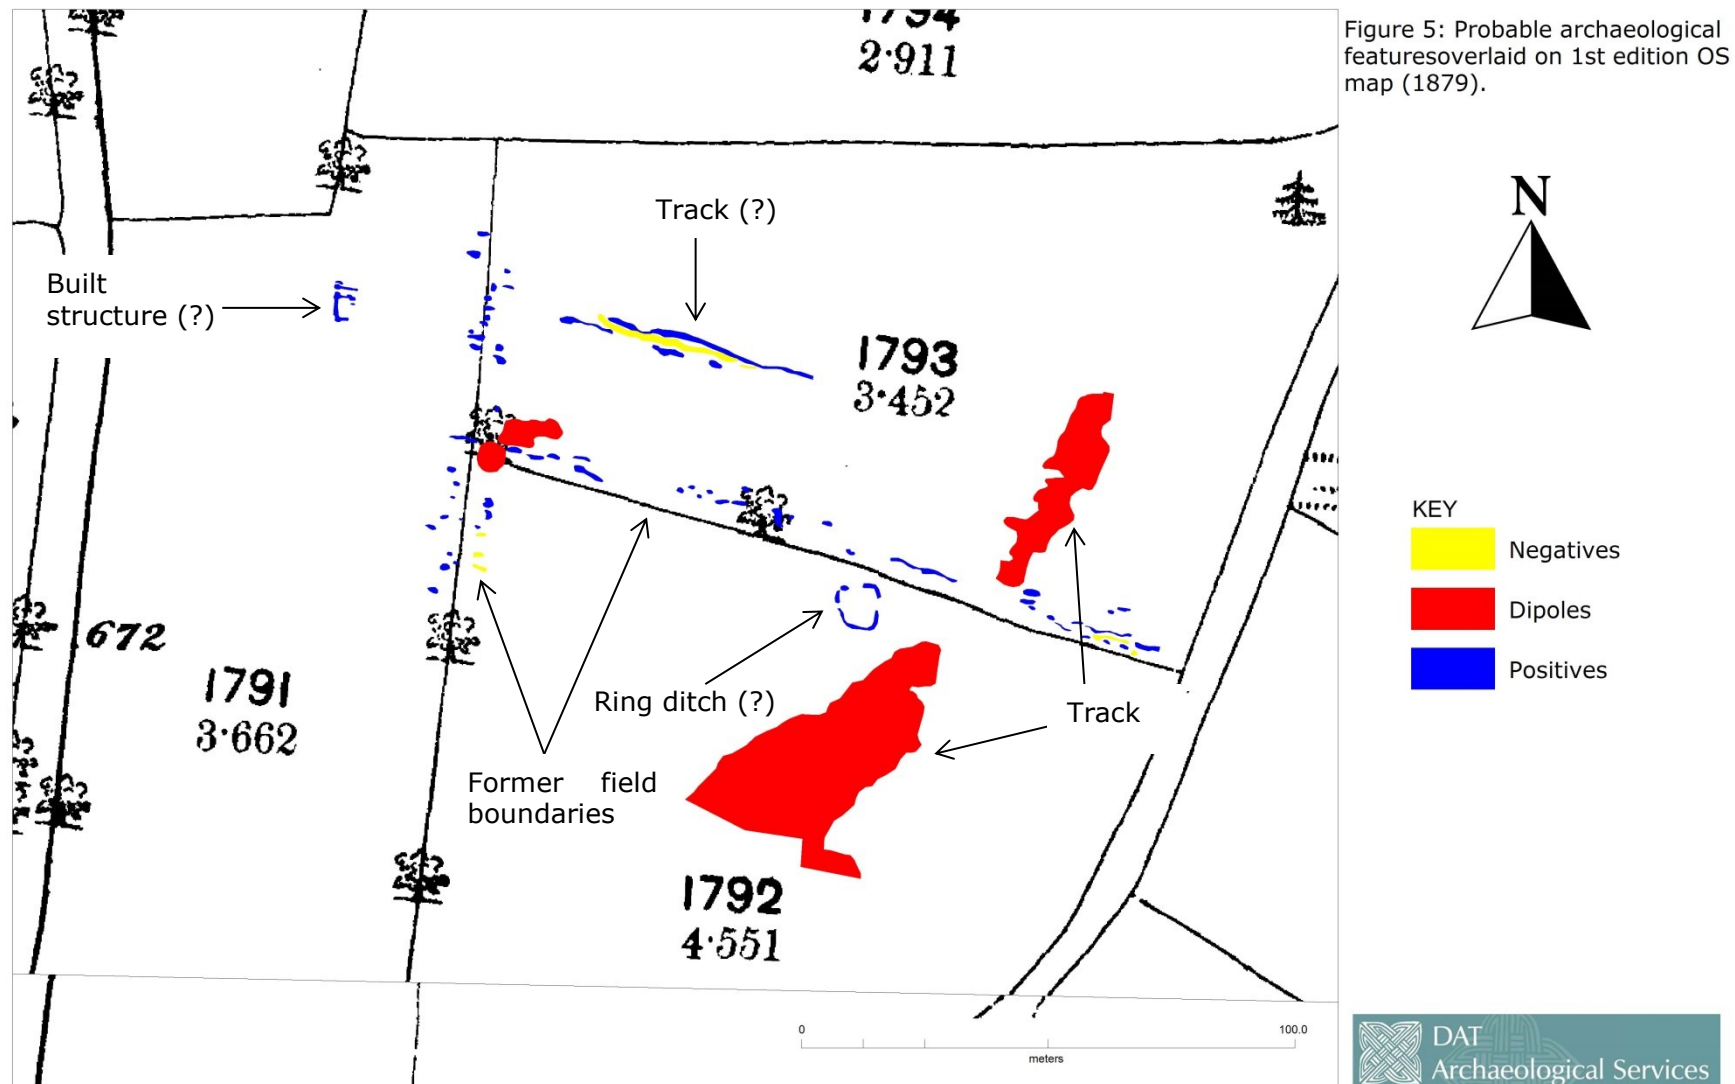 1794
2·911
Figure 5: Probable archaeological
featuresoverlaid on 1st edition OS
map (1879).
N
Track (?)
Built
structure (?)
1793
3·452
KEY
Negatives
Dipoles
Positives
672
1791
3·662
Ring ditch (?)
Track
Former field
boundaries
1792
4·551
0
100.0
meters
DAT
Archaeological Services